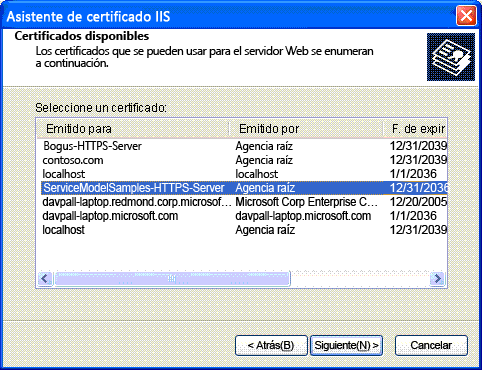 Asistente de certificado IIS
Certificados disponibles
Los certificados que se pueden usar para el servidor Web se enumeran
a continuación.
Seleccione un certificado:
Emitido para Emitido por F. de expir
Bogus-HTTPS-Server Agencia raíz 12/31/2039
contoso.com Agencia raíz 12/31/2039
localhost localhost 1/1/2036
ServiceModelSamples-HTTPS-Server Agencia raíz 12/31/2036
davpall-laptop.redmond.corp.microsof... Microsoft Corp Enterprise C... 12/20/2005
davpall-laptop.microsoft.com davpall-laptop.microsoft.com 1/1/2036
localhost Agencia raíz 12/31/2039
< Atrás(B) Siguiente(N) > Cancelar